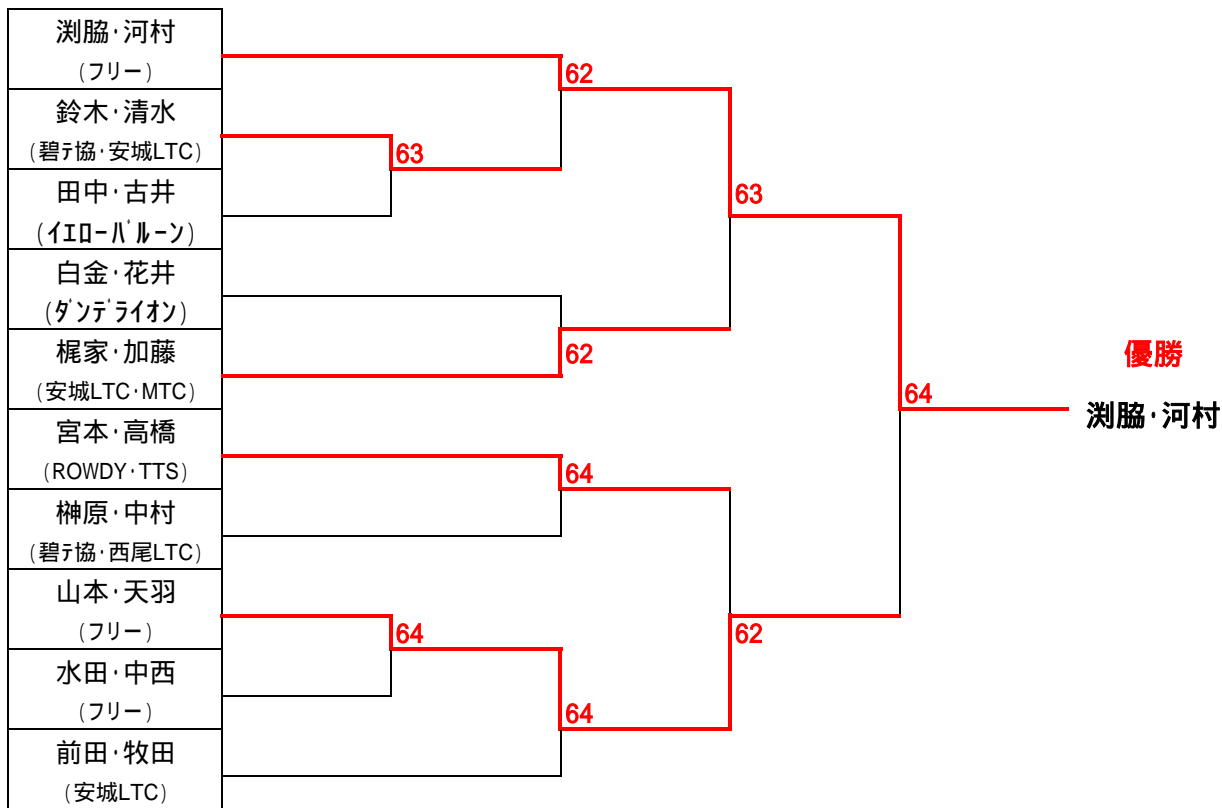 渕脇・河村
(フリー)
鈴木・清水
(碧テ協・安城LTC)
田中・古井
(イエローバルーン)
白金・花井
(ダンデライオン)
梶家・加藤
(安城LTC・MTC)
宮本・高橋
(ROWDY・TTS)
榊原・中村
(碧テ協・西尾LTC)
山本・天羽
(フリー)
水田・中西
(フリー)
前田・牧田
(安城LTC)
63
64
62
62
64
64
63
62
64
優勝
渕脇・河村